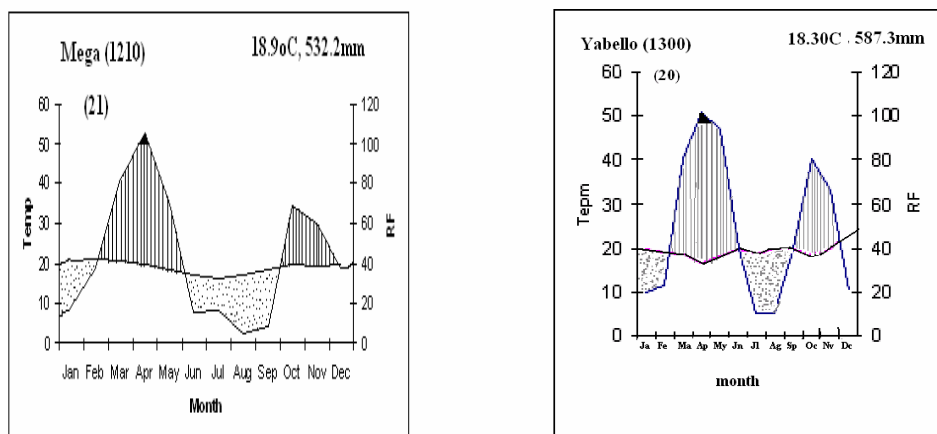 Mega (1210) 18.9oC, 532.2mm
(21)
60 120
50 100
40 80
30 60
20 40
10 20
0 0
Temp
RF
Jan Feb Mar Apr May Jun Jul Aug Sep Oct Nov Dec
Month
Yabello (1300) 18.30C . 587.3mm
(20)
60 120
50 100
40 80
30 60
20 40
10 20
0 0
Tepm
RF
Ja Fe Ma Ap My Jn Jl Ag Sp Oc Nv Dc
month